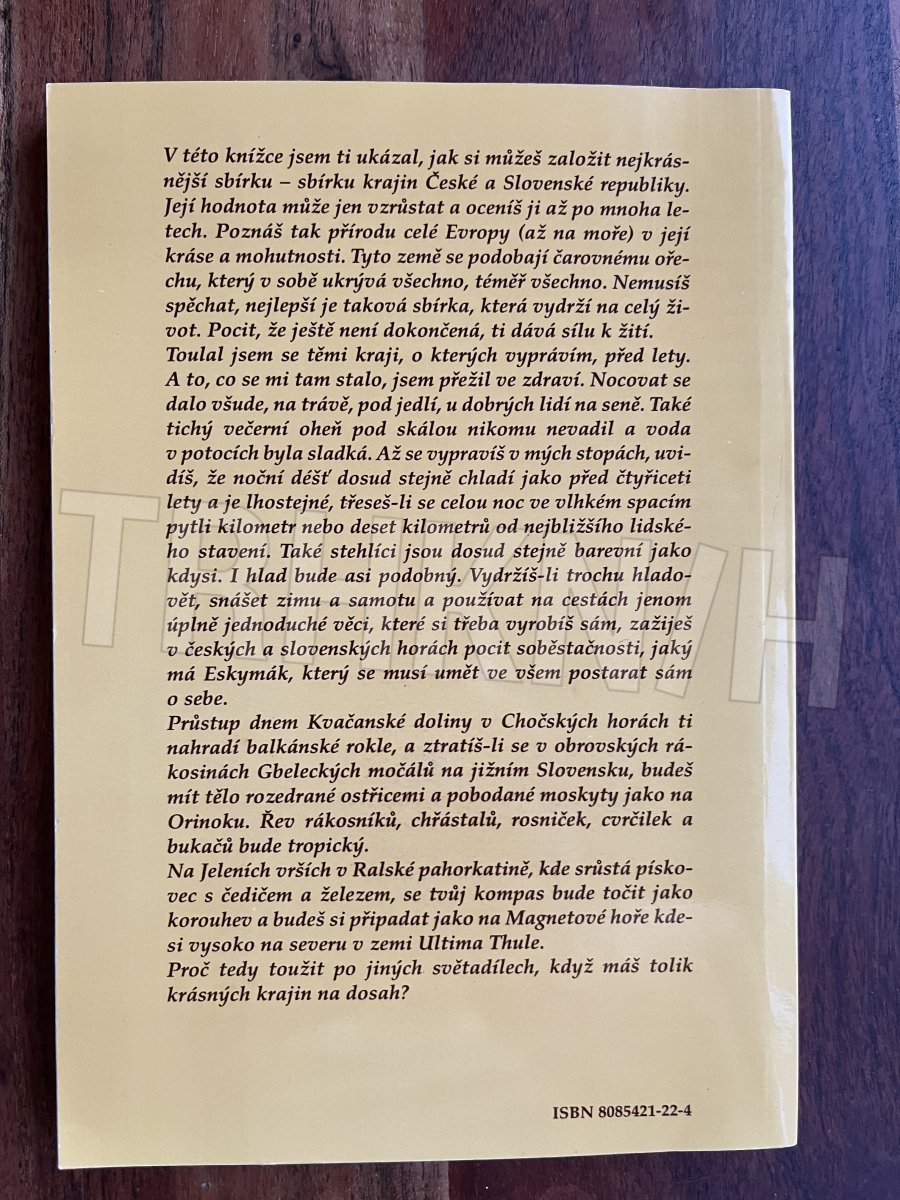 V této knížce jsem ti ukázal, jak si můžeš založit nejkrás-
nější sbírku – sbírku krajin České a Slovenské republiky.
Její hodnota může jen vzrůstat a oceníš ji až po mnoha le-
tech. Poznáš tak přírodu celé Evropy (až na moře) v její
kráse a mohutnosti. Tyto země se podobají čarovnému oře-
chu, který v sobě ukrývá všechno, téměř všechno. Nemusíš
spěchat, nejlepší je taková sbírka, která vydrží na celý ži-
vot. Pocit, že ještě není dokončená, ti dává sílu k žití.
Toulal jsem se těmi kraji, o kterých vyprávím, před lety.
A to, co se mi tam stalo, jsem přežil ve zdraví. Nocovat se
dalo všude, na trávě, pod jedlí, u dobrých lidí na seně. Také
tichý večerní oheň pod skálou nikomu nevadil a voda
v potocích byla sladká. Až se vypravíš v mých stopách, uvi-
díš, že noční déšť dosud stejně chladí jako před čtyřiceti
lety a je lhostejné, třeseš-li se celou noc ve vlhkém spacím
pytli kilometr nebo deset kilometrů od nejbližšího lidské-
ho stavení. Také stehlíci jsou dosud stejně barevní jako
kdysi. I hlad bude asi podobný. Vydržíš-li trochu hlado-
vět, snášet zimu a samotu a používat na cestách jenom
úplně jednoduché věci, které si třeba vyrobíš sám, zažiješ
v českých a slovenských horách pocit soběstačnosti, jaký
má Eskymák, který se musí umět ve všem postarat sám
o sebe.
Průstup dnem Kvačanské doliny v Chočských horách ti
nahradí balkánské rokle, a ztratíš-li se v obrovských rá-
kosinách Gbeleckých močálů na jižním Slovensku, budeš
mít tělo rozedrané ostřicemi a pobodané moskyty jako na
Orinoku. Řev rákosníků, chřástalů, rosniček, cvrčilek a
bukačů bude tropický.
Na Jeleních vrších v Ralské pahorkatině, kde srůstá písko-
vec s čedičem a železem, se tvůj kompas bude točit jako
korouhev a budeš si připadat jako na Magnetové hoře kde-
si vysoko na severu v zemi Ultima Thule.
Proč tedy toužit po jiných světadílech, když máš tolik
krásných krajin na dosah?
ISBN 8085421-22-4